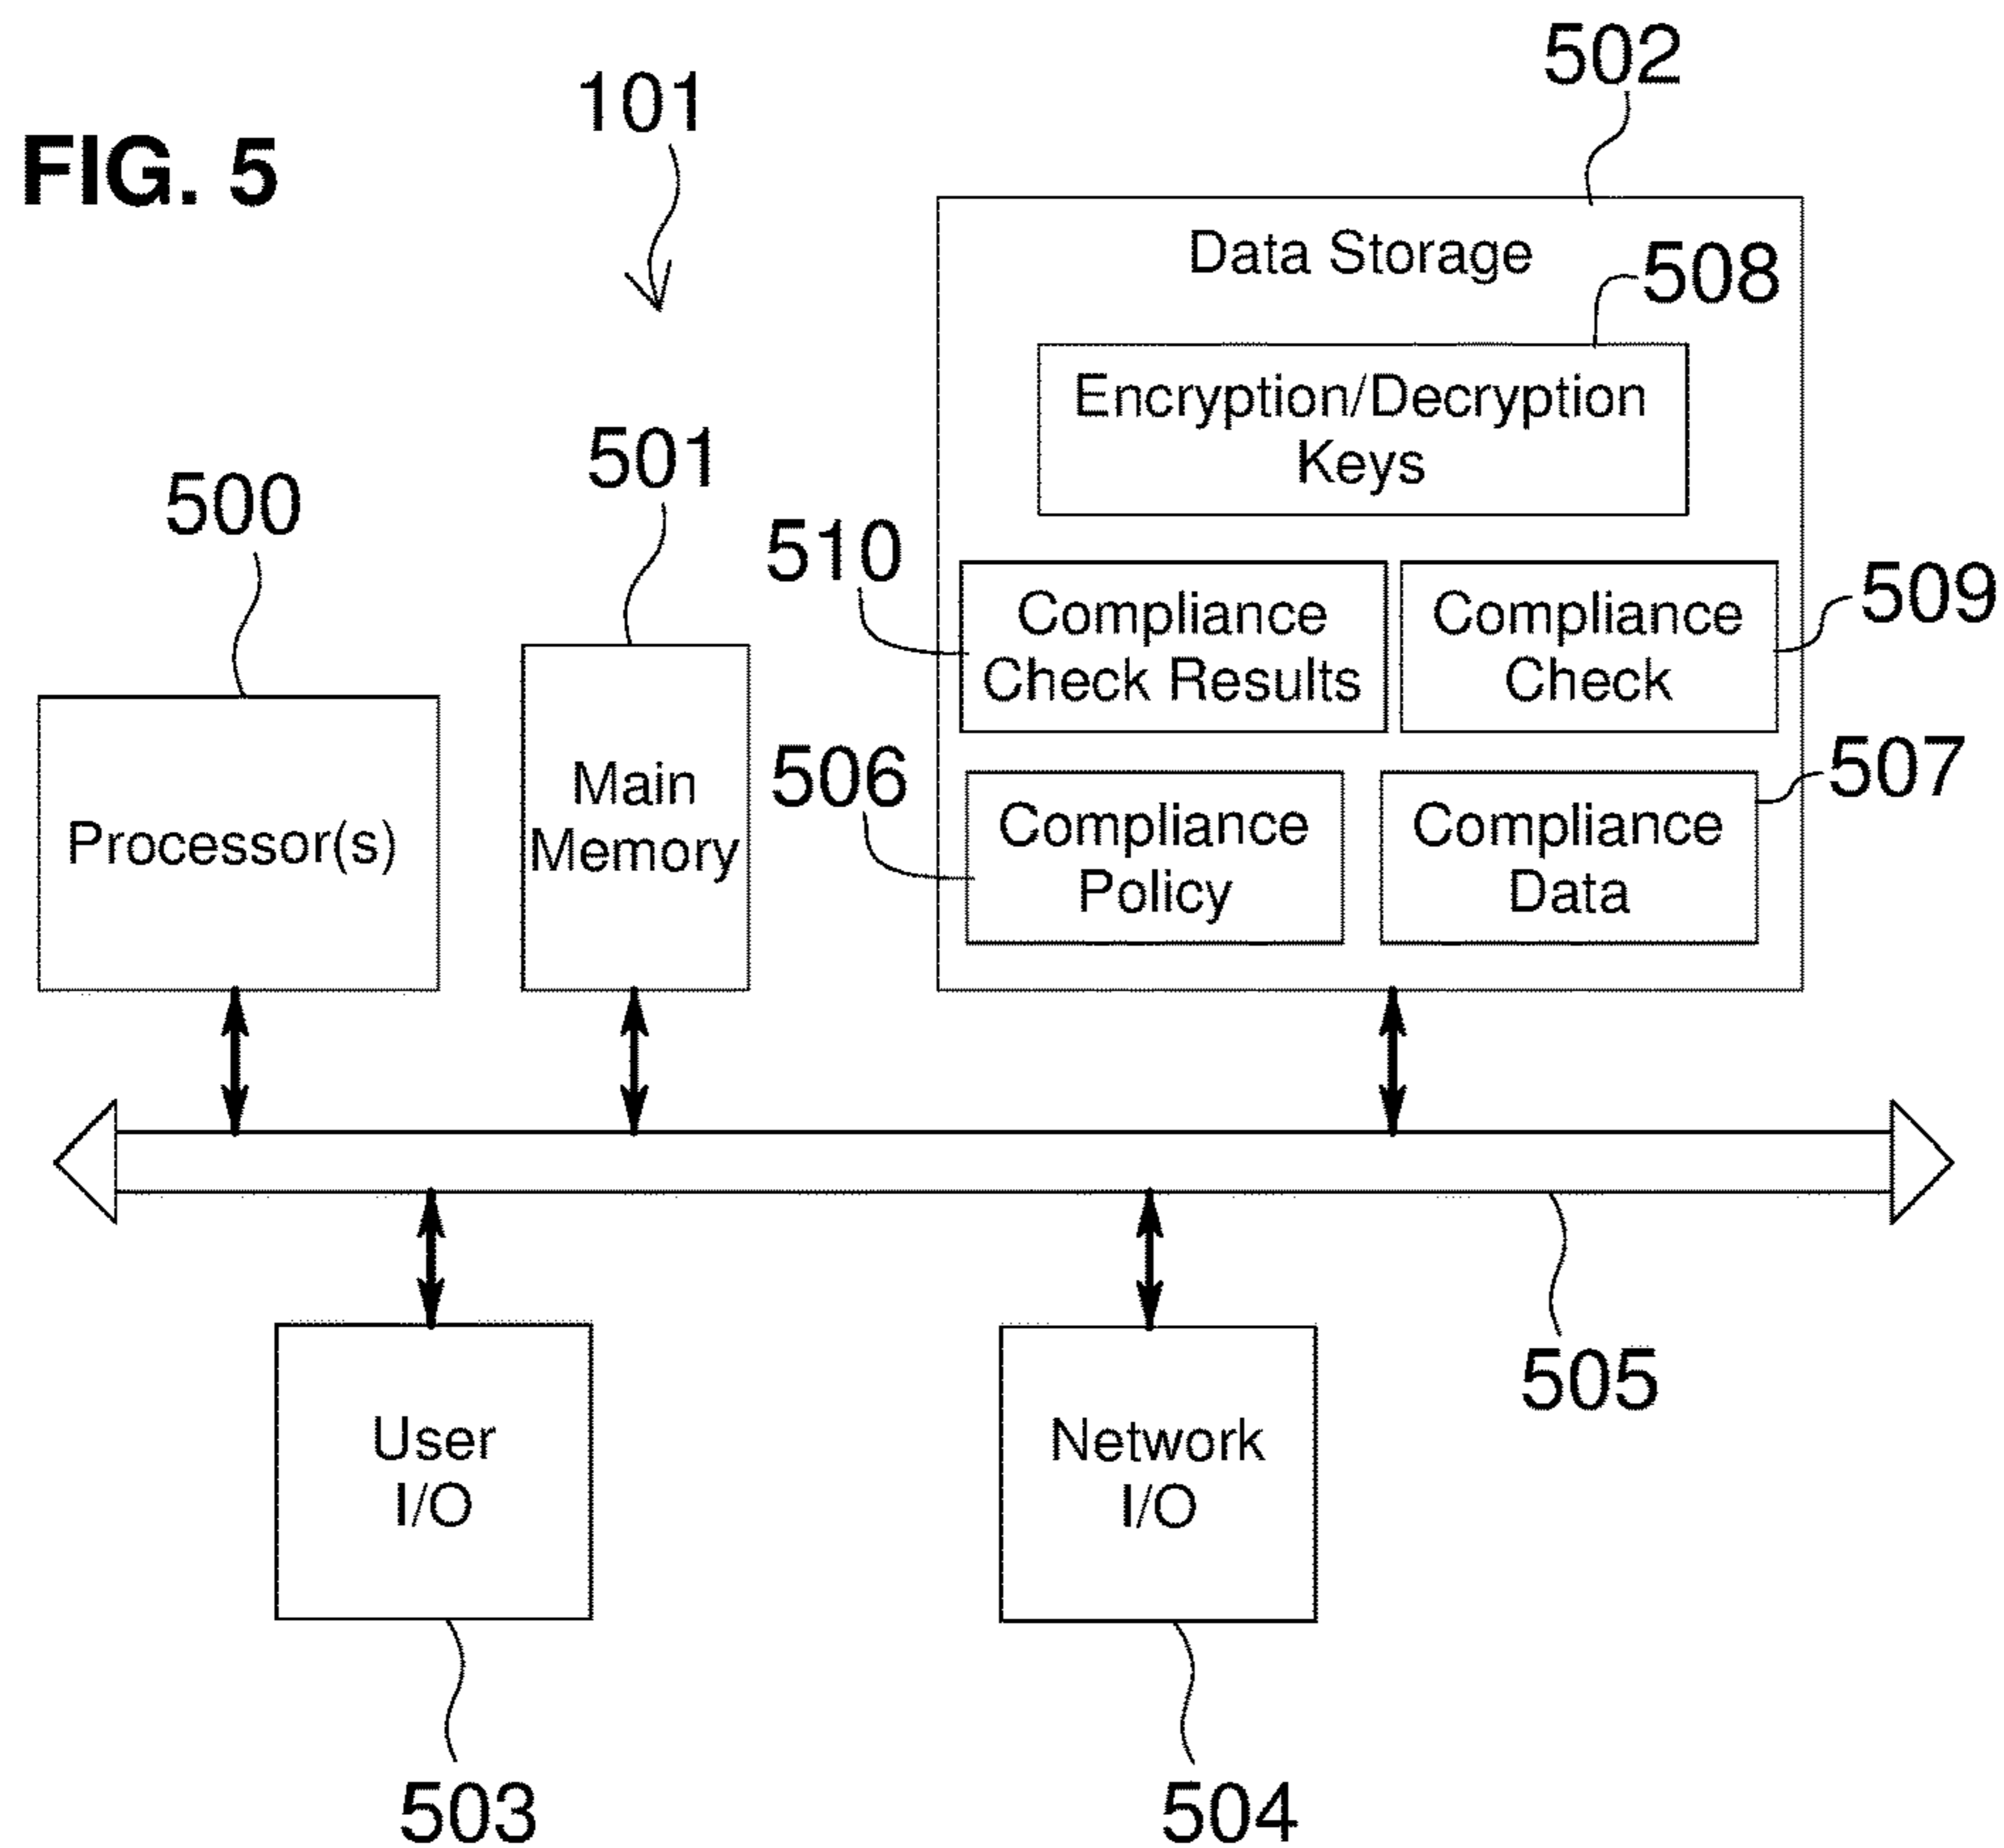 FIG. 5
101
502
Data Storage
508
Encryption/Decryption
Keys
500
501
510
Compliance
Check Results
Compliance
Check
509
Processor(s)
Main
Memory
506
Compliance
Policy
Compliance
Data
507
505
User
I/O
Network
I/O
503
504